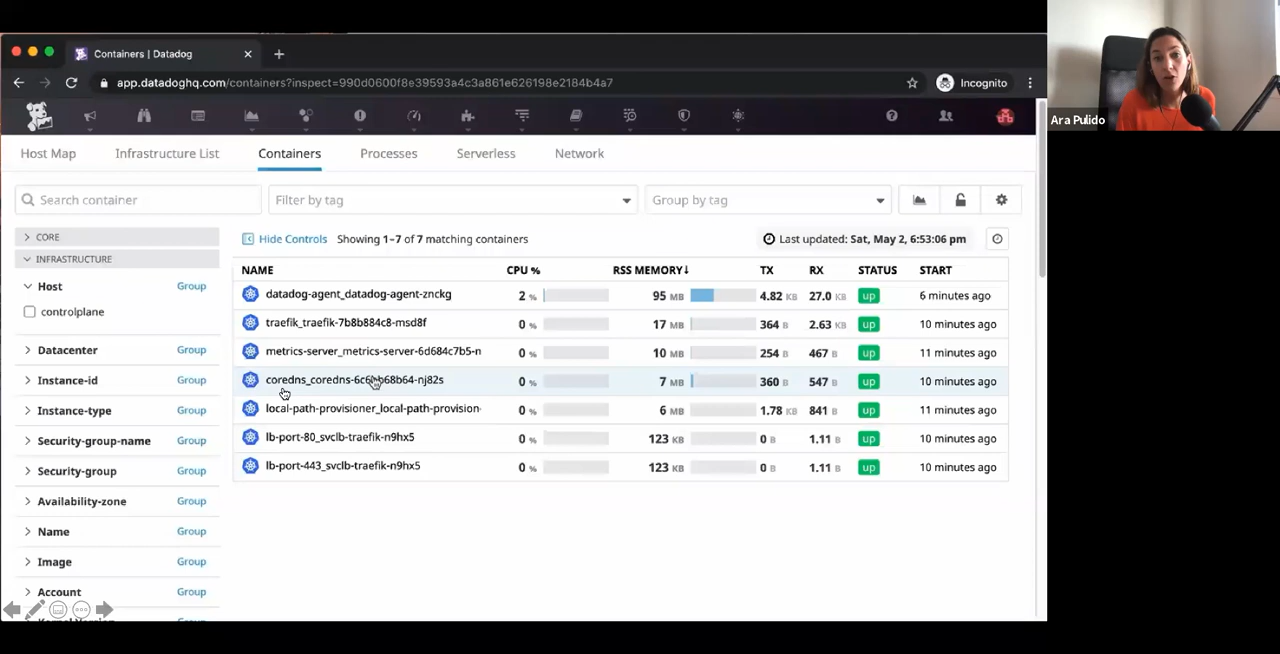 Containers | Datadog
app.datadoghq.com/containers?inspect=990d0600f8e39593a4c3a861e626198e2184b4a7
Incognito
Ara Pulido
Host Map Infrastructure List Containers Processes Serverless Network
Search container Filter by tag Group by tag
CORE
Hide Controls Showing 1–7 of 7 matching containers Last updated: Sat, May 2, 6:53:06 pm
INFRASTRUCTURE
NAME CPU % RSS MEMORY↓ TX RX STATUS START
Host Group
datadog-agent_datadog-agent-znckg 2 % 95 MB 4.82 KB 27.0 KB up 6 minutes ago
controlplane
traefik_traefik-7b8b884c8-msd8f 0 % 17 MB 364 B 2.63 KB up 10 minutes ago
Datacenter Group
metrics-server_metrics-server-6d684c7b5-n 0 % 10 MB 254 B 467 B up 11 minutes ago
Instance-id Group
0 % 7 MB 360 B 547 B up 10 minutes ago
Instance-type Group
local-path-provisioner_local-path-provision- 0 % 6 MB 1.78 KB 841 B up 11 minutes ago
Security-group-name Group
lb-port-80_svclb-traefik-n9hx5 0 % 123 KB 0 B 1.11 B up 10 minutes ago
Security-group Group
lb-port-443_svclb-traefik-n9hx5 0 % 123 KB 0 B 1.11 B up 10 minutes ago
Availability-zone Group
Name Group
Image Group
Account Group